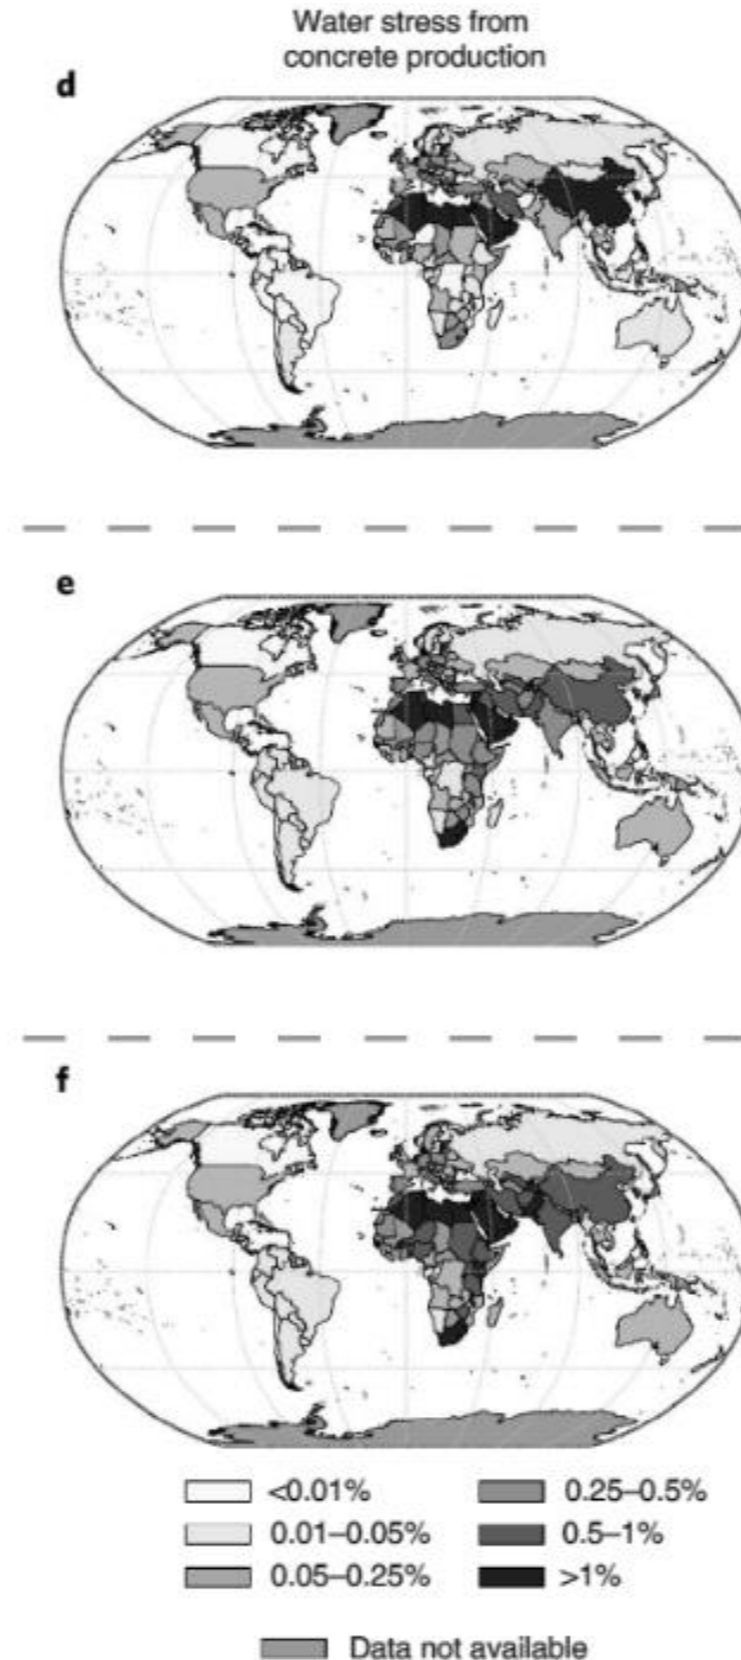 Water stress from
concrete production
d
e
f
<0.01%
0.25–0.5%
0.01–0.05%
0.5–1%
0.05–0.25%
>1%
Data not available